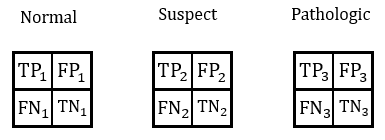 Normal Suspect Pathologic
TP₁ FP₁ TP₂ FP₂ TP₃ FP₃
FN₁ TN₁ FN₂ TN₂ FN₃ TN₃